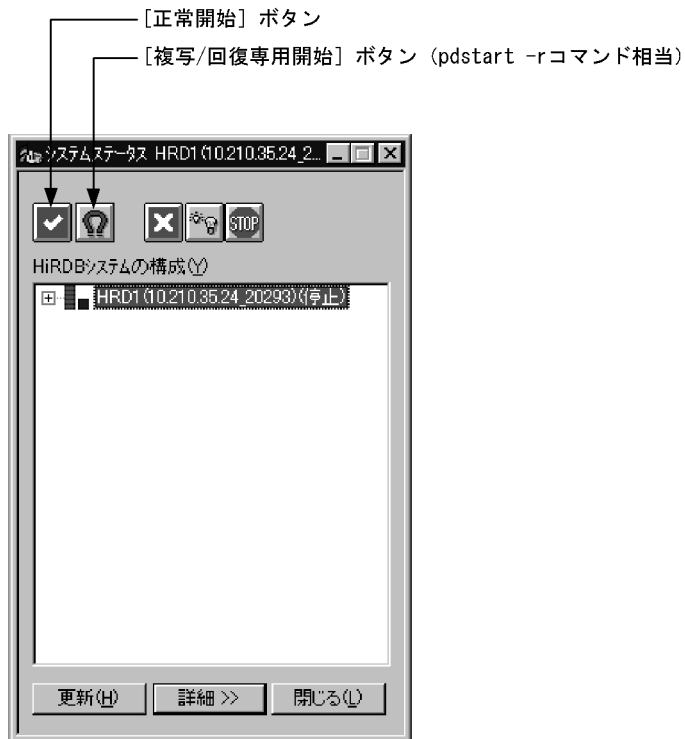 [正常開始] ボタン
[複写/回復専用開始] ボタン (pdstart -rコマンド相当)
システムステータス HRD1(10.210.35.24_2...
STOP
HiRDBシステムの構成(Y)
HRD1(10.210.35.24_20293)(停止)
更新(H) 詳細 >> 閉じる(L)